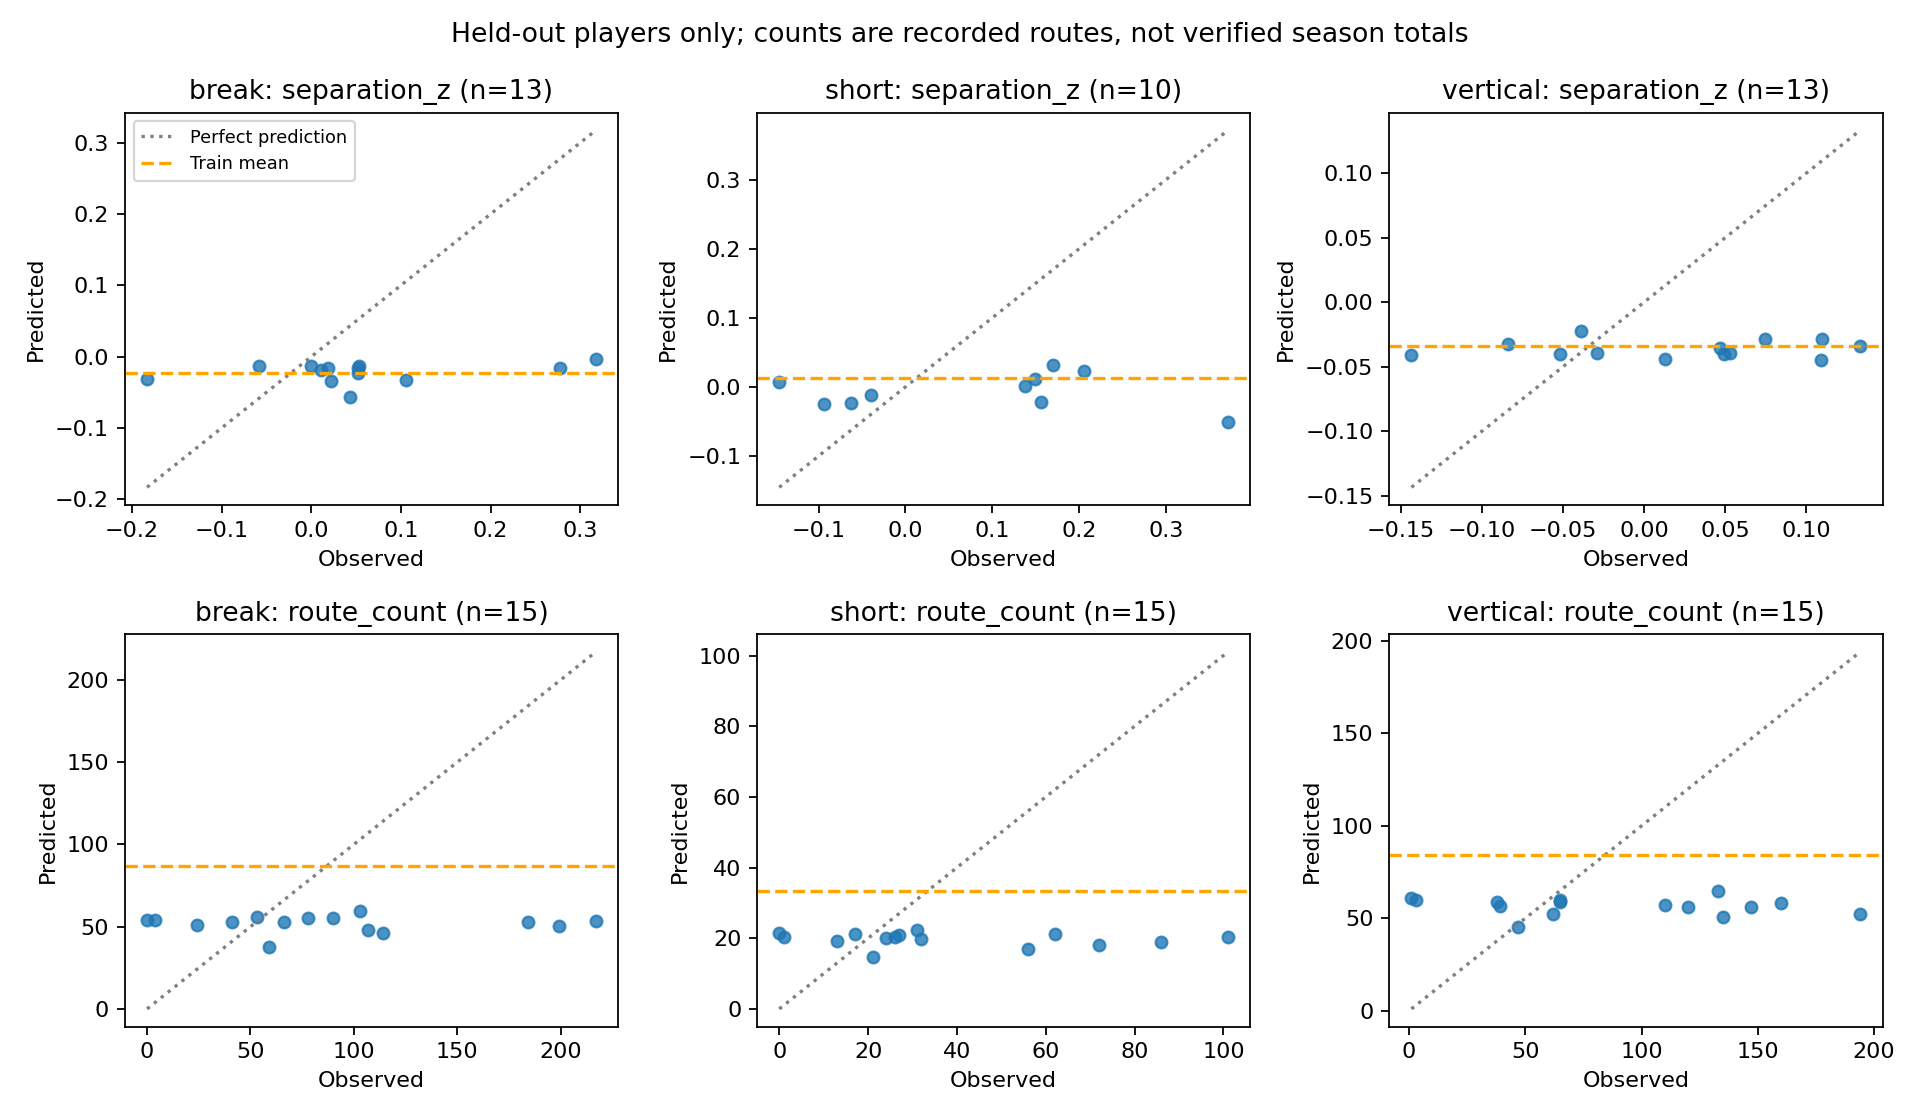 Held-out players only; counts are recorded routes, not verified season totals
break: separation_z (n=13)
Predicted
0.3
0.2
0.1
0.0
−0.1
−0.2
Perfect prediction
Train mean
−0.2 −0.1 0.0 0.1 0.2 0.3
Observed
short: separation_z (n=10)
Predicted
0.3
0.2
0.1
0.0
−0.1
−0.1 0.0 0.1 0.2 0.3
Observed
vertical: separation_z (n=13)
Predicted
0.10
0.05
0.00
−0.05
−0.10
−0.15
−0.15 −0.10 −0.05 0.00 0.05 0.10
Observed
break: route_count (n=15)
Predicted
200
150
100
50
0
0 50 100 150 200
Observed
short: route_count (n=15)
Predicted
100
80
60
40
20
0
0 20 40 60 80 100
Observed
vertical: route_count (n=15)
Predicted
200
150
100
50
0
0 50 100 150 200
Observed